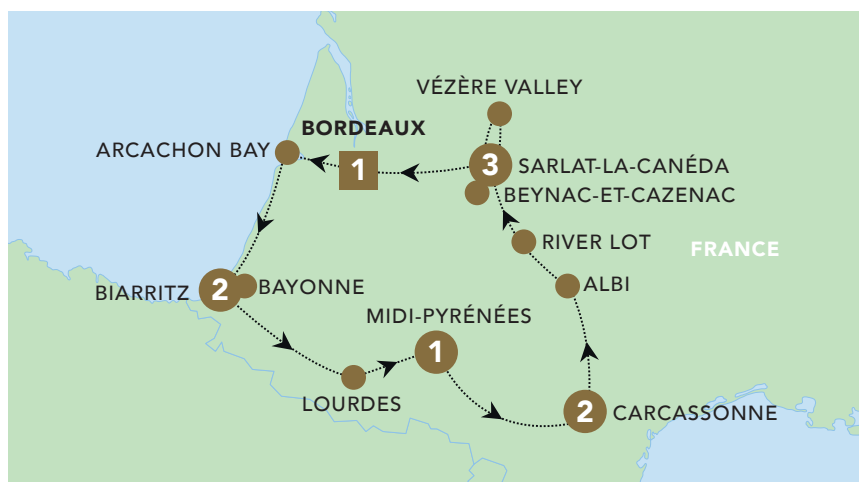 VÉZÈRE VALLEY
BORDEAUX
ARCACHON BAY
1
3
SARLAT-LA-CANÉDA
BEYNAC-ET-CAZENAC
RIVER LOT
FRANCE
BIARRITZ
2
BAYONNE
ALBI
MIDI-PYRÉNÉES
1
LOURDES
2
CARCASSONNE